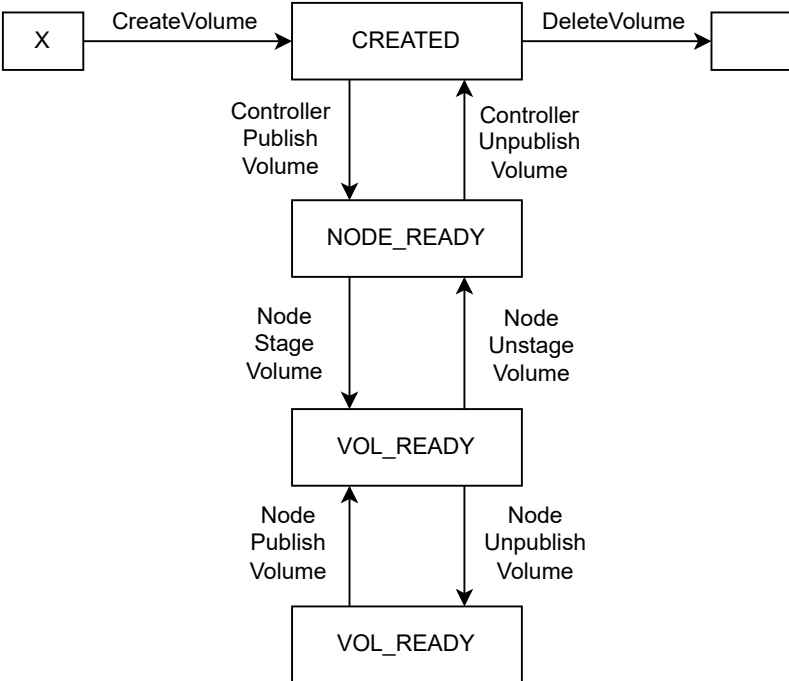 X
CreateVolume
CREATED
DeleteVolume
Controller
Publish
Volume
Controller
Unpublish
Volume
NODE_READY
Node
Stage
Volume
Node
Unstage
Volume
VOL_READY
Node
Publish
Volume
Node
Unpublish
Volume
VOL_READY